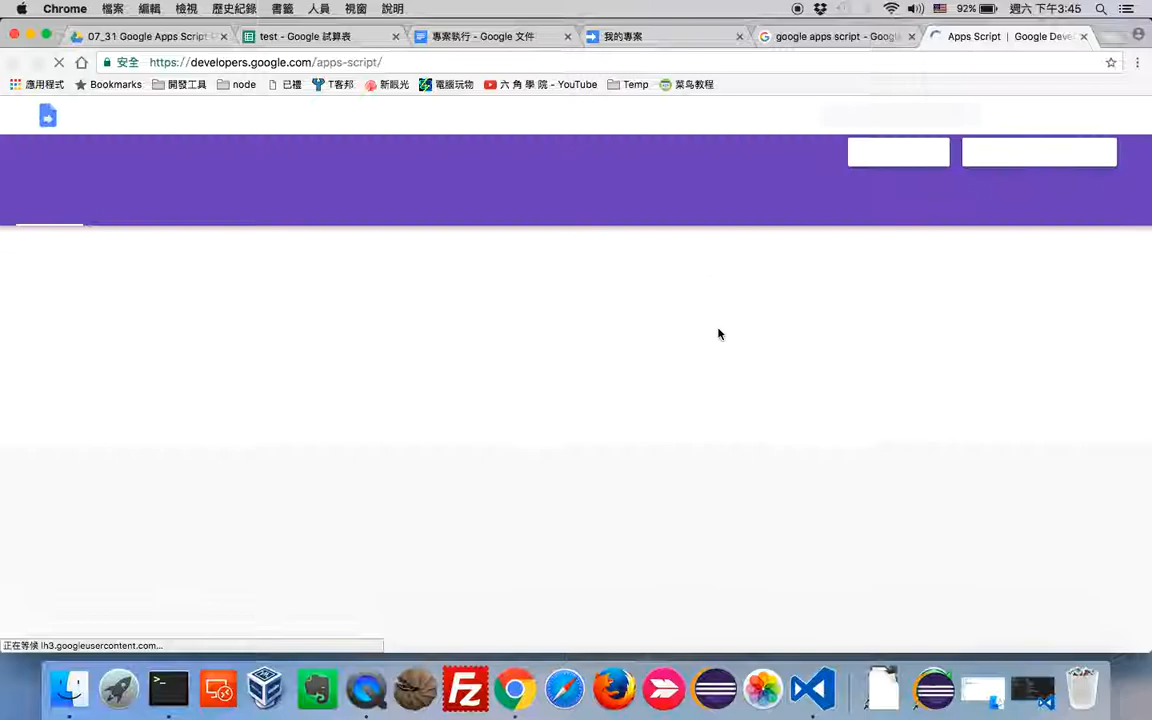 Chrome 檔案 編輯 檢視 歷史紀錄 書籤 人員 視窗 說明 92% 週六 下午3:45
07_31 Google Apps Script test - Google 試算表 專案執行 - Google 文件 我的專案 google apps script - Google Apps Script | Google Deve
安全 https://developers.google.com/apps-script/
應用程式 Bookmarks 開發工具 node 已禮 T客邦 新觀光 電腦玩物 六 角 學 院 - YouTube Temp 菜鸟教程
正在等候 lh3.googleusercontent.com...